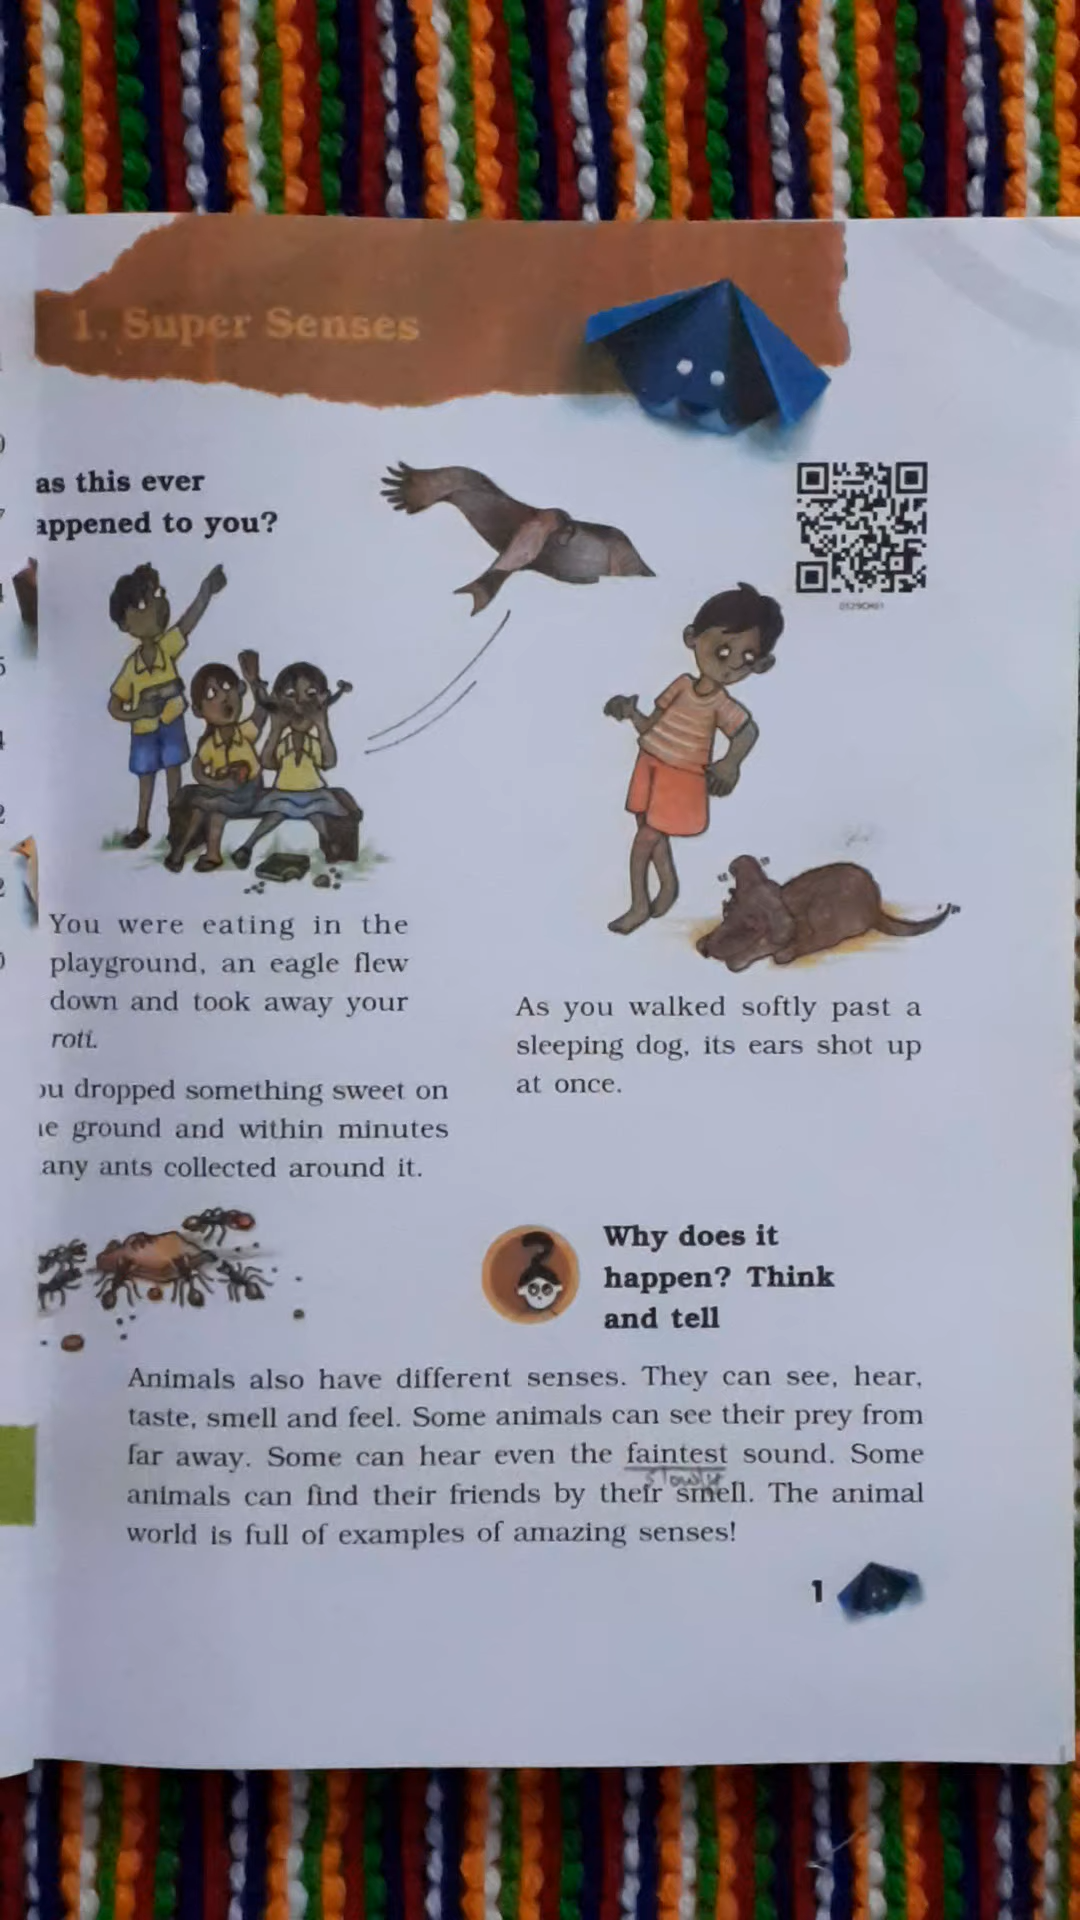 1. Super Senses
as this ever
appened to you?
You were eating in the
playground, an eagle flew
down and took away your
roti.
As you walked softly past a
sleeping dog, its ears shot up
at once.
ou dropped something sweet on
e ground and within minutes
any ants collected around it.
Why does it
happen? Think
and tell
Animals also have different senses. They can see, hear,
taste, smell and feel. Some animals can see their prey from
far away. Some can hear even the faintest sound. Some
slowly
animals can find their friends by their smell. The animal
world is full of examples of amazing senses!
1